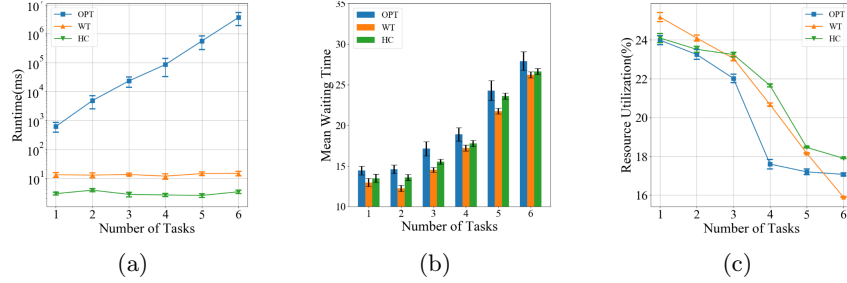 10^7
10^6
10^5
10^4
10^3
10^2
10^1
Runtime(ms)
OPT
WT
HC
1 2 3 4 5 6
Number of Tasks
(a)
35
30
25
20
15
10
Mean Waiting Time
OPT
WT
HC
1 2 3 4 5 6
Number of Tasks
(b)
24
22
20
18
16
Resource Utilization(%)
OPT
WT
HC
1 2 3 4 5 6
Number of Tasks
(c)